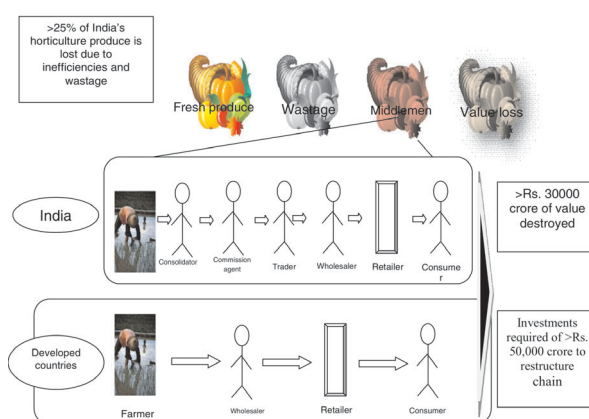 >25% of India's
horticulture produce is
lost due to
inefficiencies and
wastage
Fresh produce
Wastage
Middlemen
Value loss
India
Consolidator
Commission
agent
Trader
Wholesaler
Retailer
Consume
r
>Rs. 30000
crore of value
destroyed
Developed
countries
Farmer
Wholesaler
Retailer
Consumer
Investments
required of >Rs.
50,000 crore to
restructure
chain